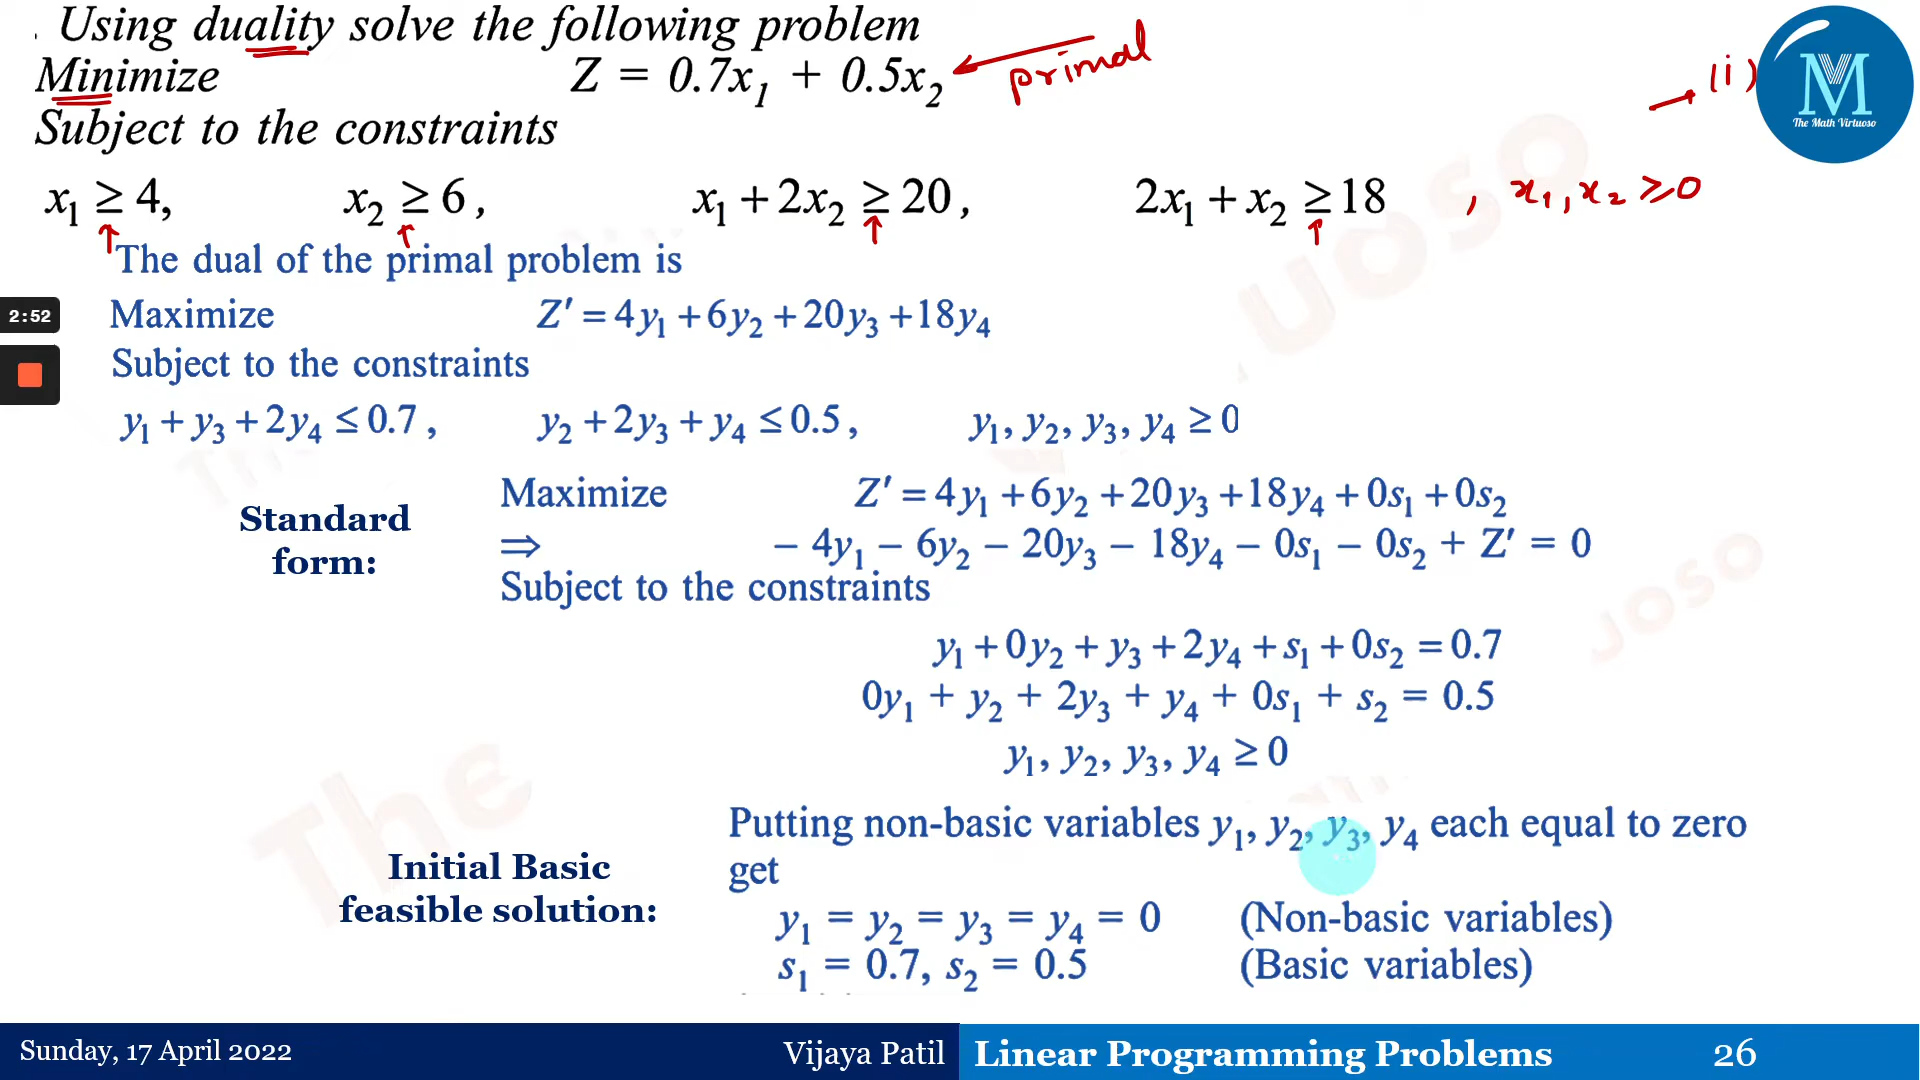 . Using duality solve the following problem
Minimize Z = 0.7x₁ + 0.5x₂ primal (i)
Subject to the constraints
x₁ ≥ 4, x₂ ≥ 6, x₁ + 2x₂ ≥ 20, 2x₁ + x₂ ≥ 18 , x₁, x₂ ≥ 0
M
The Math Virtuoso
The dual of the primal problem is
2:52
Maximize Z′ = 4y₁ + 6y₂ + 20y₃ + 18y₄
Subject to the constraints
y₁ + y₃ + 2y₄ ≤ 0.7, y₂ + 2y₃ + y₄ ≤ 0.5, y₁, y₂, y₃, y₄ ≥ 0
Standard form:
Maximize Z′ = 4y₁ + 6y₂ + 20y₃ + 18y₄ + 0s₁ + 0s₂
⇒ − 4y₁ − 6y₂ − 20y₃ − 18y₄ − 0s₁ − 0s₂ + Z′ = 0
Subject to the constraints
y₁ + 0y₂ + y₃ + 2y₄ + s₁ + 0s₂ = 0.7
0y₁ + y₂ + 2y₃ + y₄ + 0s₁ + s₂ = 0.5
y₁, y₂, y₃, y₄ ≥ 0
Initial Basic
feasible solution:
Putting non-basic variables y₁, y₂, y₃, y₄ each equal to zero
get
y₁ = y₂ = y₃ = y₄ = 0 (Non-basic variables)
s₁ = 0.7, s₂ = 0.5 (Basic variables)
Sunday, 17 April 2022 Vijaya Patil Linear Programming Problems 26